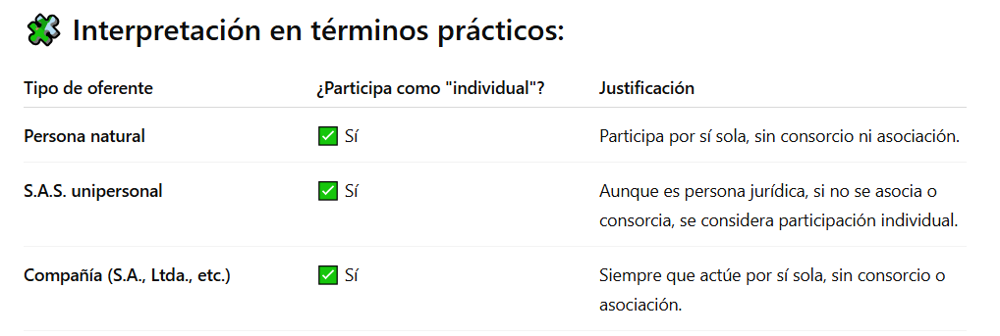 Interpretación en términos prácticos:
Tipo de oferente ¿Participa como "individual"? Justificación
Persona natural ✅ Sí Participa por sí sola, sin consorcio ni asociación.
S.A.S. unipersonal ✅ Sí Aunque es persona jurídica, si no se asocia o
consorcia, se considera participación individual.
Compañía (S.A., Ltda., etc.) ✅ Sí Siempre que actúe por sí sola, sin consorcio o
asociación.